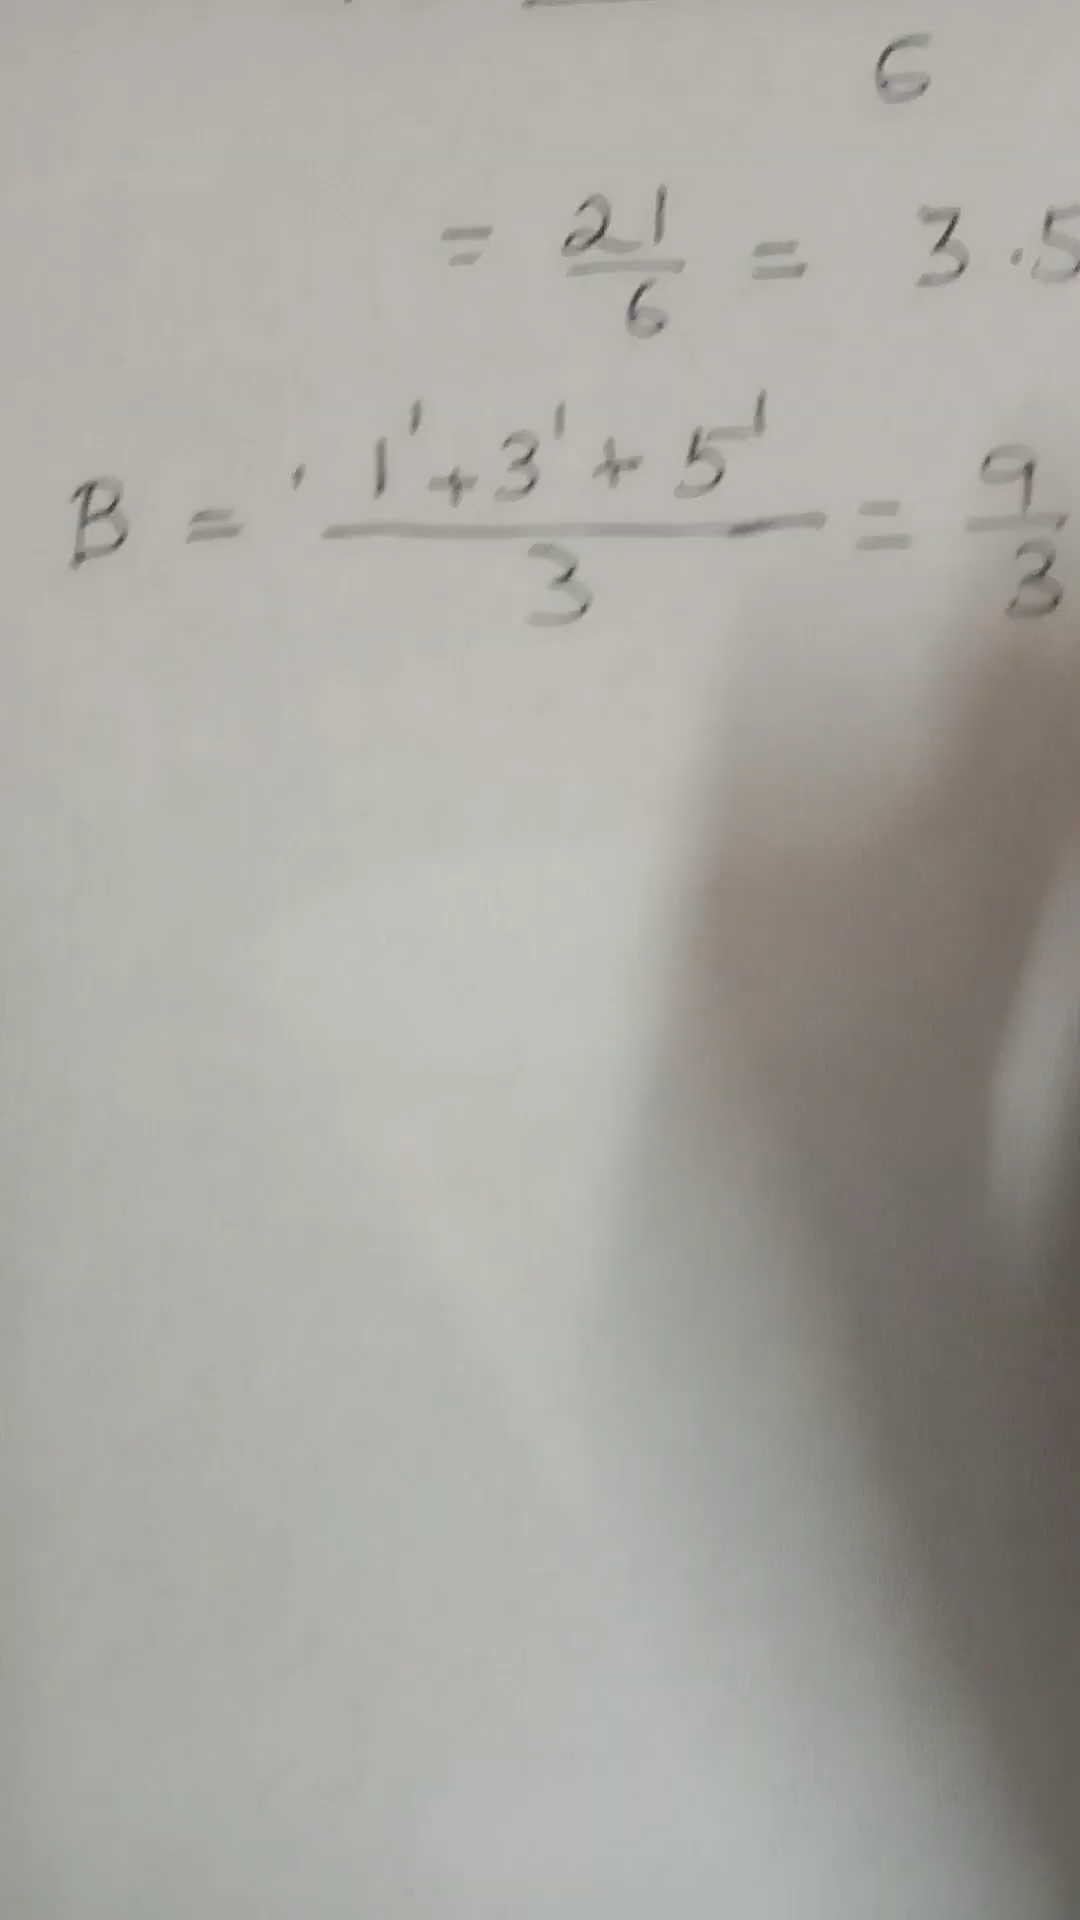 6
= 21/6 = 3.5
B = 1¹ + 3¹ + 5¹ / 3 = 9/3